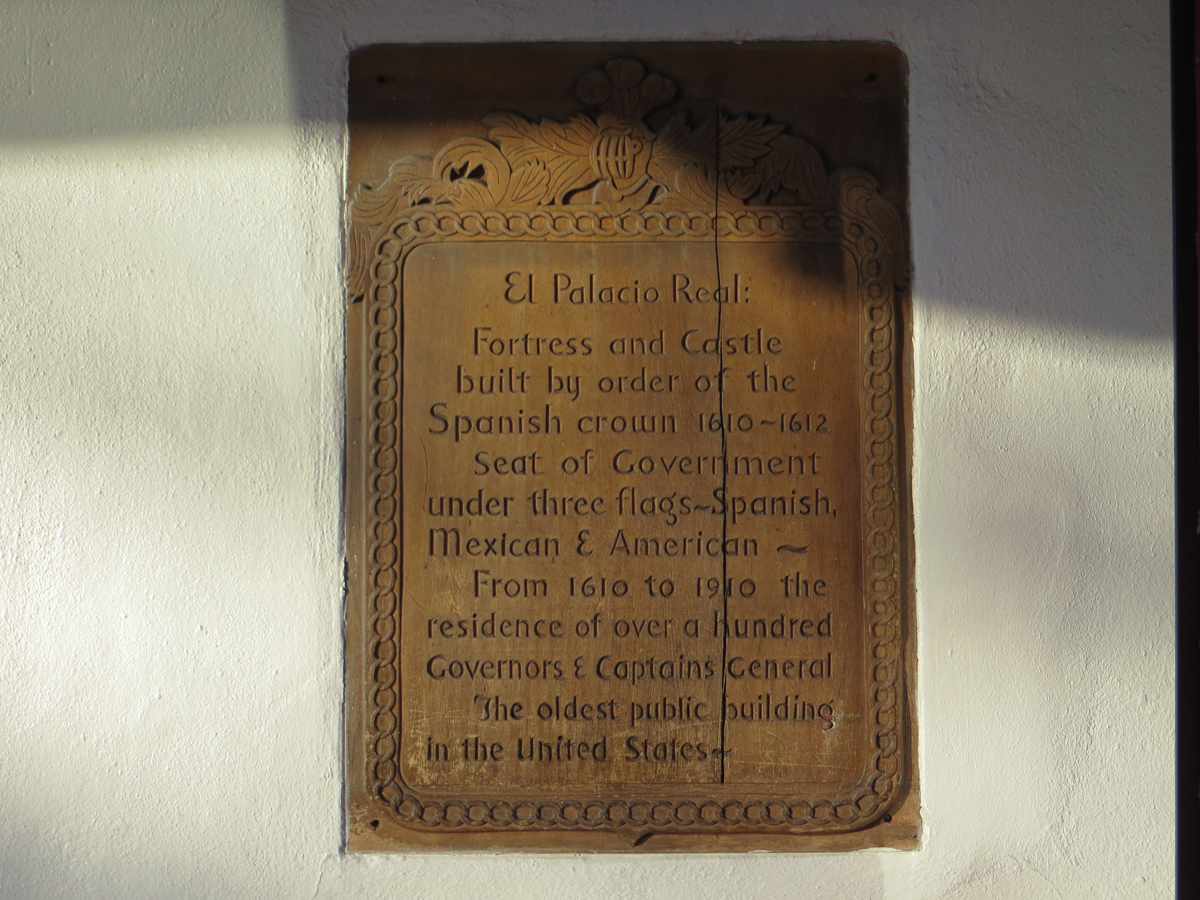 El Palacio Real:
Fortress and Castle
built by order of the
Spanish crown 1610~1612
Seat of Government
under three flags~Spanish,
Mexican & American ~
From 1610 to 1910 the
residence of over a hundred
Governors & Captains General
The oldest public building
in the United States~